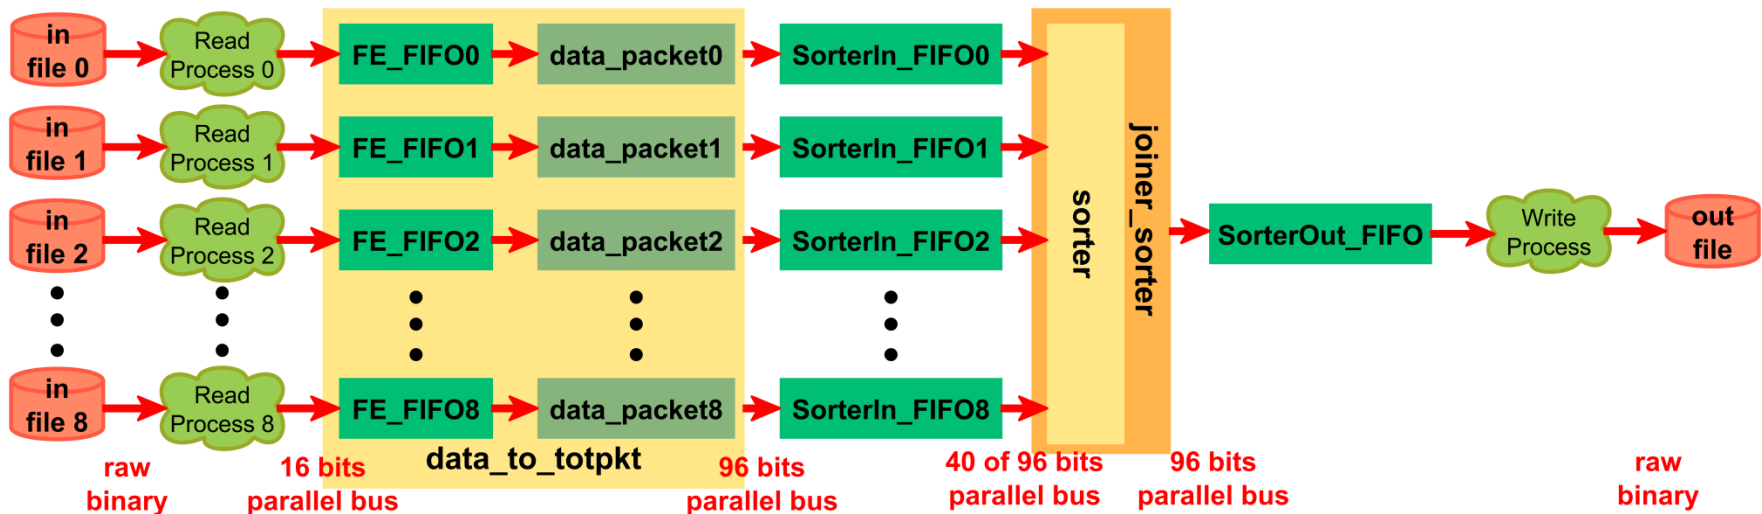 in
file 0
Read
Process 0
FE_FIFO0
data_packet0
SorterIn_FIFO0
in
file 1
Read
Process 1
FE_FIFO1
data_packet1
SorterIn_FIFO1
in
file 2
Read
Process 2
FE_FIFO2
data_packet2
SorterIn_FIFO2
in
file 8
Read
Process 8
FE_FIFO8
data_packet8
SorterIn_FIFO8
data_to_totpkt
sorter
joiner_sorter
SorterOut_FIFO
Write
Process
out
file
raw
binary
16 bits
parallel bus
96 bits
parallel bus
40 of 96 bits
parallel bus
96 bits
parallel bus
raw
binary